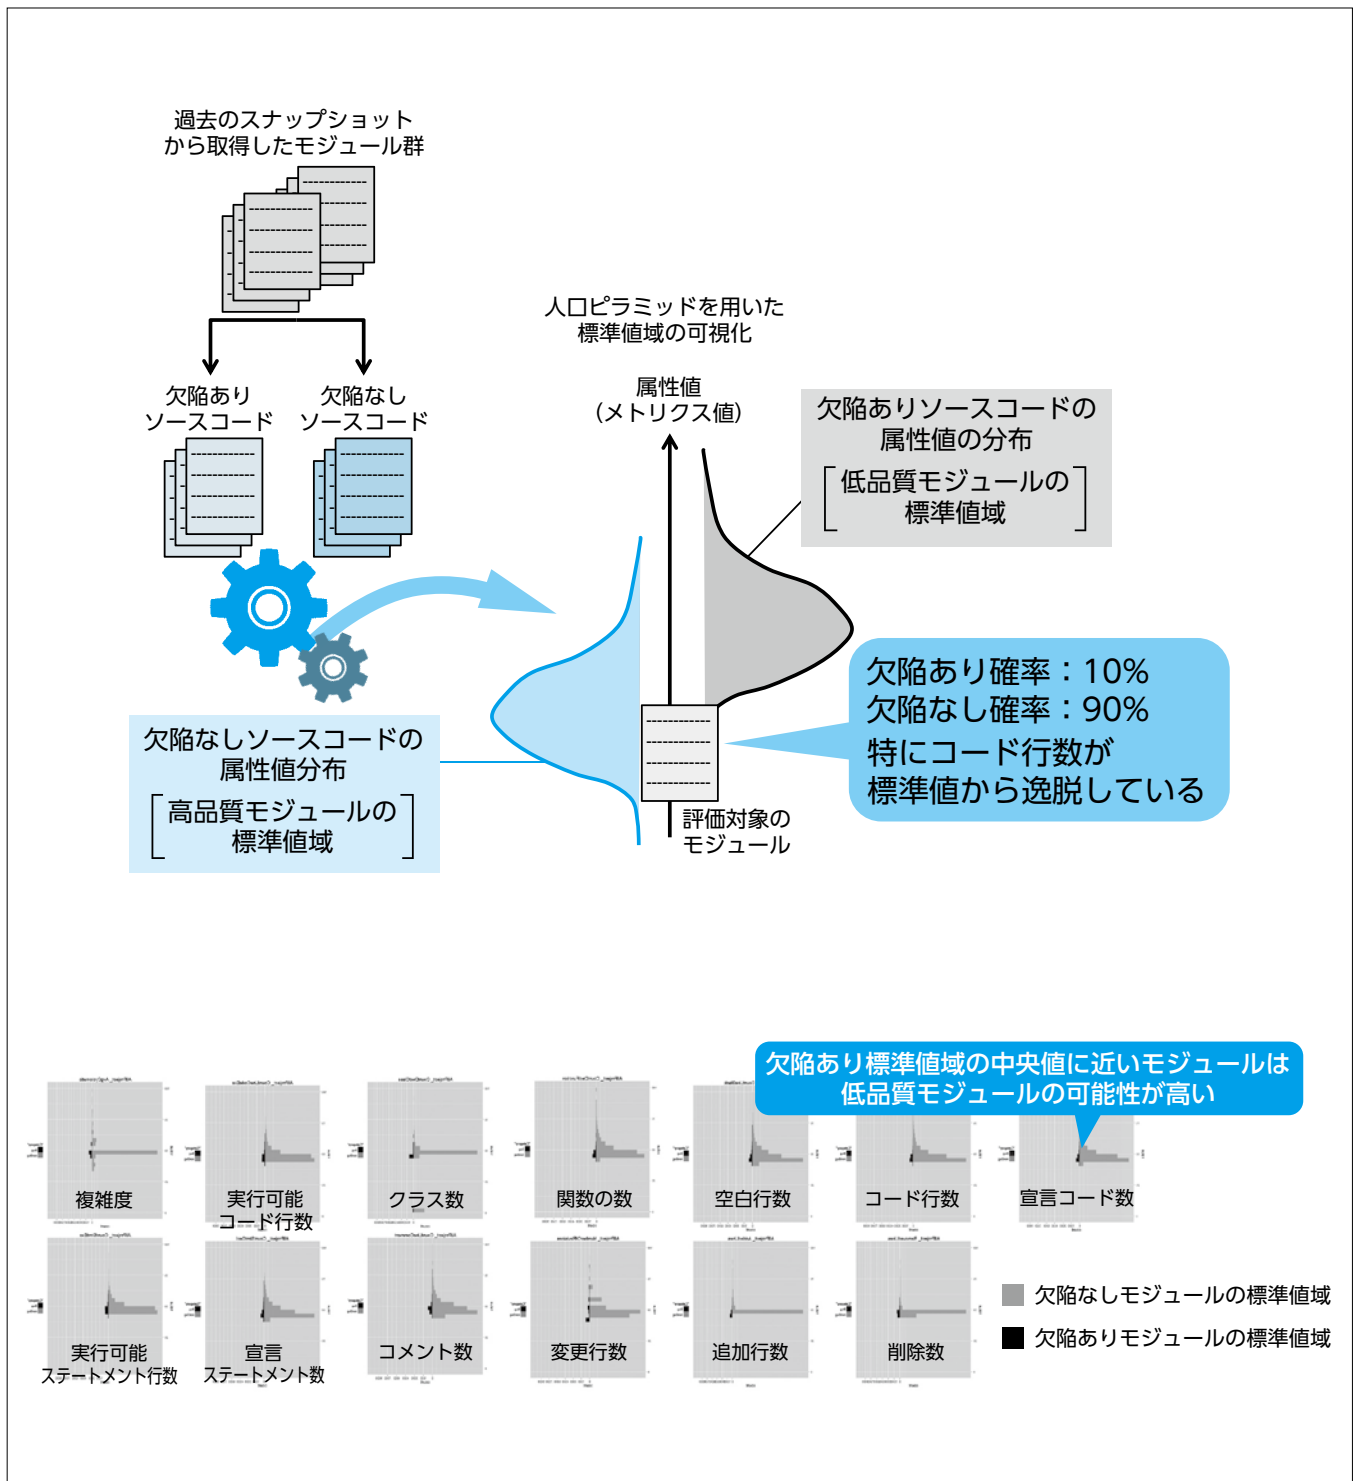 過去のスナップショット
から取得したモジュール群
欠陥あり
ソースコード
欠陥なし
ソースコード
人口ピラミッドを用いた
標準値域の可視化
属性値
（メトリクス値）
欠陥ありソースコードの
属性値の分布
低品質モジュールの
標準値域
欠陥なしソースコードの
属性値分布
高品質モジュールの
標準値域
欠陥あり確率：10%
欠陥なし確率：90%
特にコード行数が
標準値から逸脱している
評価対象の
モジュール
欠陥あり標準値域の中央値に近いモジュールは
低品質モジュールの可能性が高い
複雑度
実行可能
コード行数
クラス数
関数の数
空白行数
コード行数
宣言コード数
実行可能
ステートメント行数
宣言
ステートメント数
コメント数
変更行数
追加行数
削除数
欠陥なしモジュールの標準値域
欠陥ありモジュールの標準値域